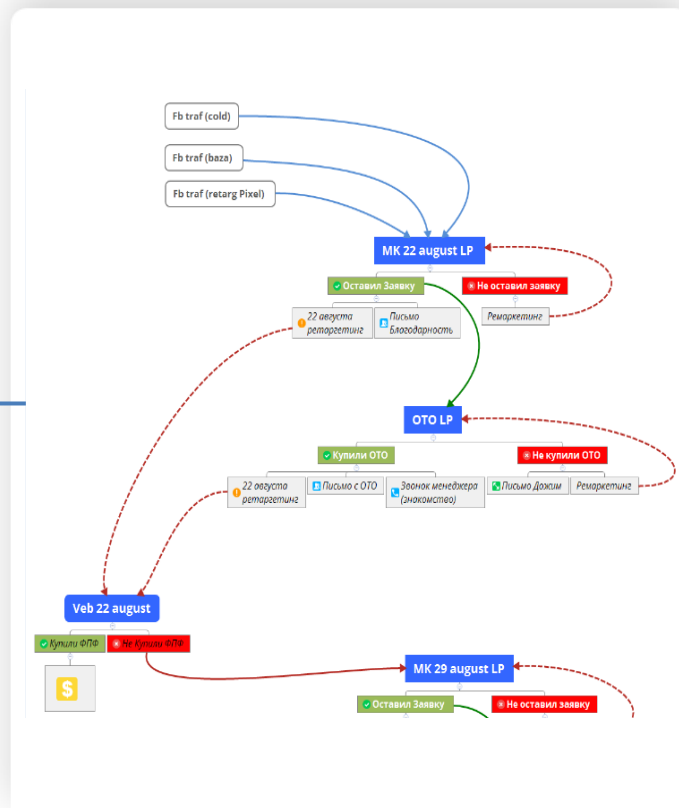 Fb traf (cold)
Fb traf (baza)
Fb traf (retarg Pixel)
MK 22 august LP
Оставил Заявку
Не оставил заявку
22 августа
ретаргетинг
Письмо
Благодарность
Ремаркетинг
OTO LP
Купили ОТО
Не купили ОТО
22 августа
ретаргетинг
Письмо с ОТО
Звонок менеджера
(знакомство)
Письмо Дожим
Ремаркетинг
Veb 22 august
Купили ФПФ
Не Купили ФПФ
$
MK 29 august LP
Оставил Заявку
Не оставил заявку